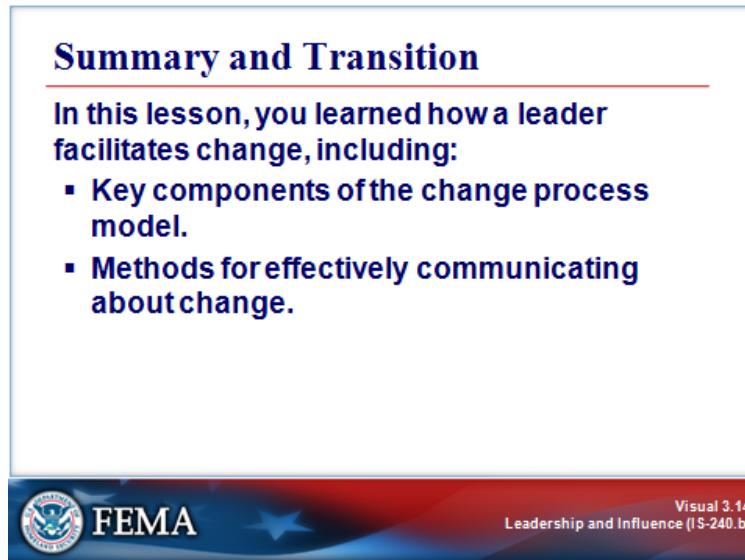 Summary and Transition
In this lesson, you learned how a leader
facilitates change, including:
▪ Key components of the change process
model.
▪ Methods for effectively communicating
about change.
FEMA
Visual 3.14
Leadership and Influence (IS-240.b